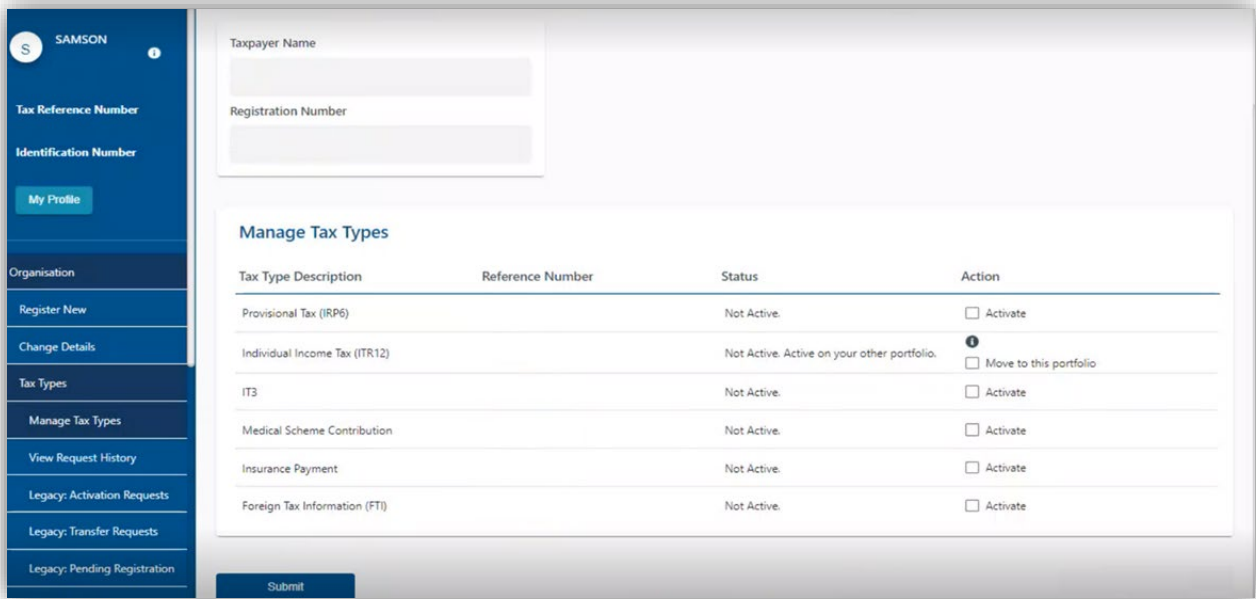 S
SAMSON
Tax Reference Number
Identification Number
My Profile
Organisation
Register New
Change Details
Tax Types
Manage Tax Types
View Request History
Legacy: Activation Requests
Legacy: Transfer Requests
Legacy: Pending Registration
Taxpayer Name
Registration Number
Manage Tax Types
Tax Type Description Reference Number Status Action
Provisional Tax (IRP6) Not Active. Activate
Individual Income Tax (ITR12) Not Active. Active on your other portfolio. Move to this portfolio
IT3 Not Active. Activate
Medical Scheme Contribution Not Active. Activate
Insurance Payment Not Active. Activate
Foreign Tax Information (FTI) Not Active. Activate
Submit